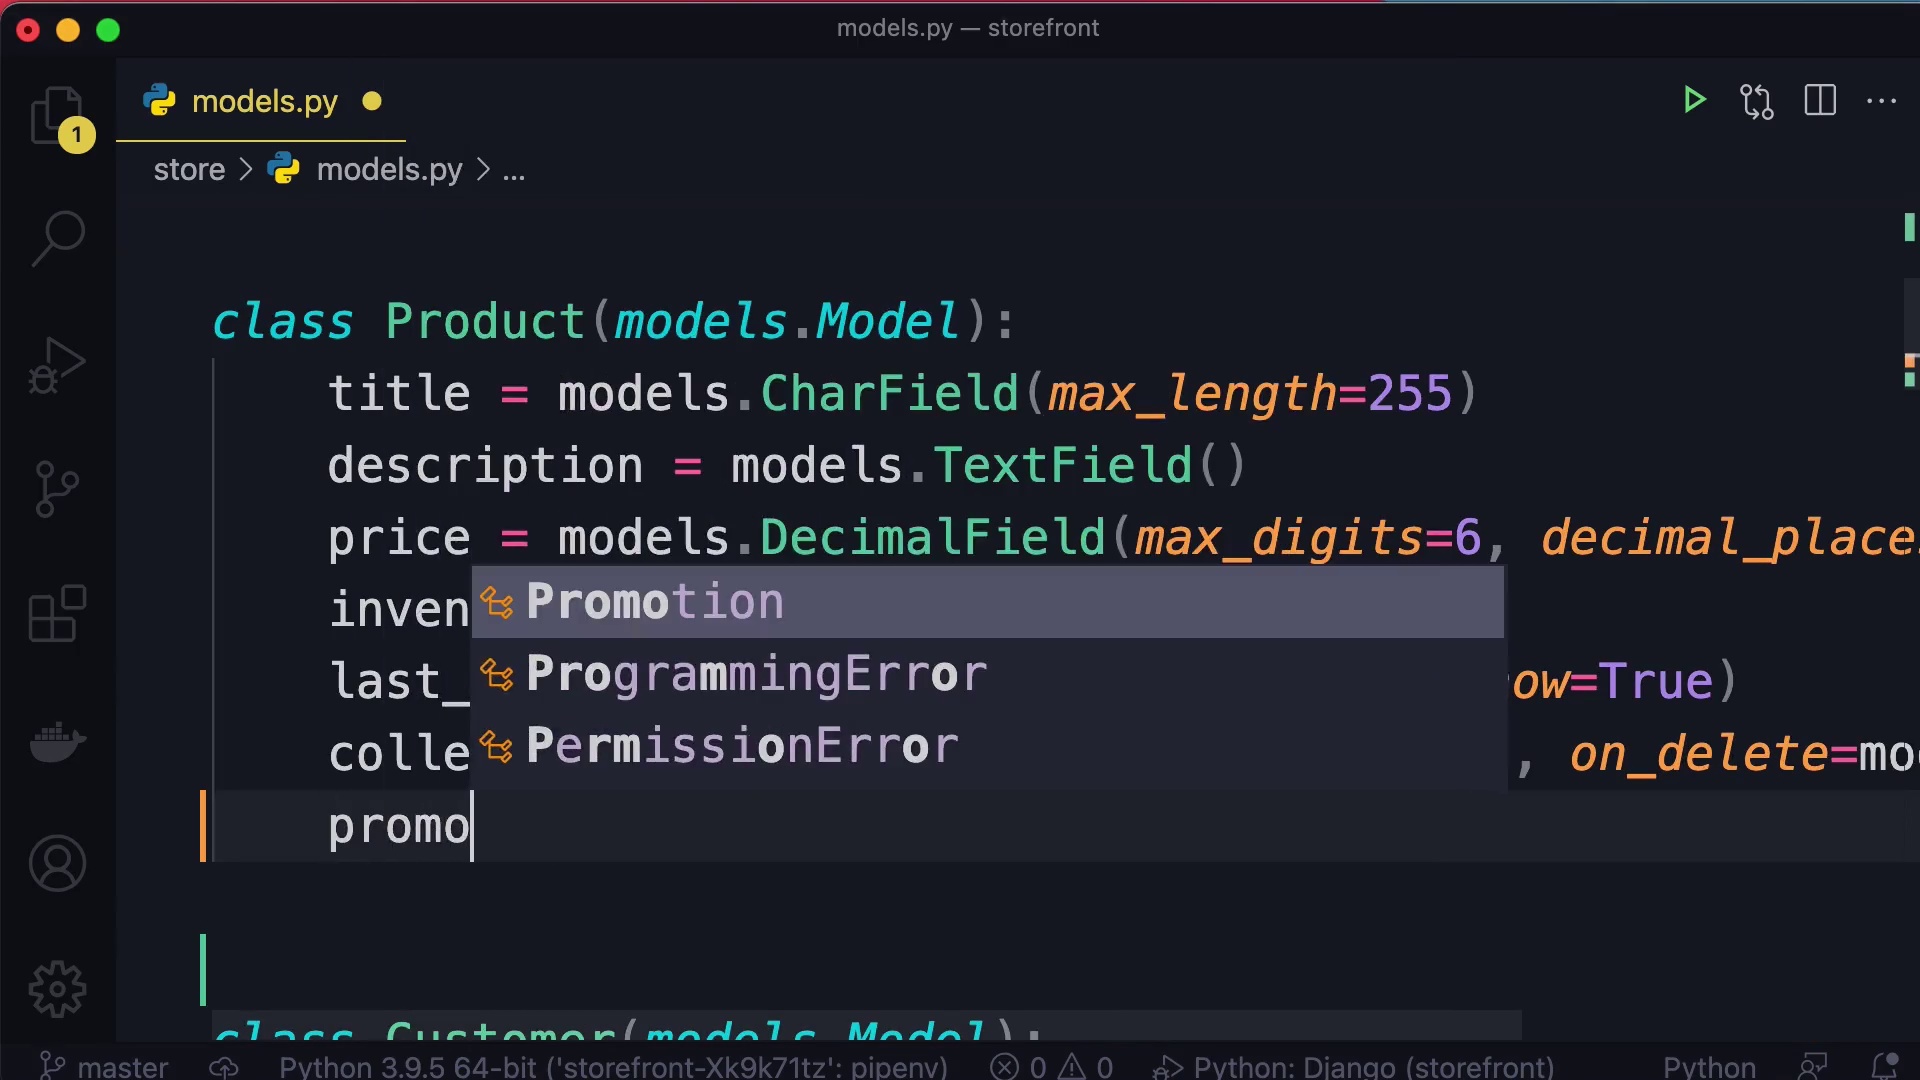 models.py — storefront
models.py
1
store > models.py > ...
class Product(models.Model):
title = models.CharField(max_length=255)
description = models.TextField()
price = models.DecimalField(max_digits=6, decimal_place
inven
Promotion
last_
ProgrammingError
ow=True)
colle
PermissionError
, on_delete=mo
promo
class Customer(models.Model):
master
Python 3.9.5 64-bit ('storefront-Xk9k71tz': pipenv)
0
0
Python: Django (storefront)
Python